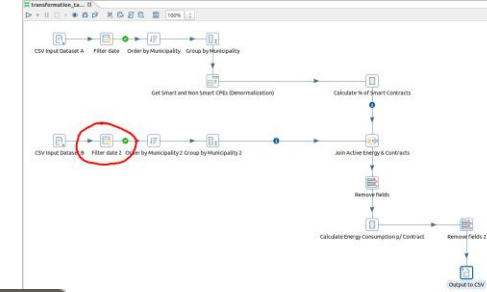 transformation_ta...
100%
CSV Input Dataset A Filter date Order by Municipality Group by Municipality
Get Smart and Non Smart CPEs (Denormalization) Calculate % of Smart Contracts
CSV Input Dataset B Filter date 2 Order by Municipality 2 Group by Municipality 2 Join Active Energy & Contracts
Remove fields
Calculate Energy Consumption p/ Contract Remove fields 2
Output to CSV